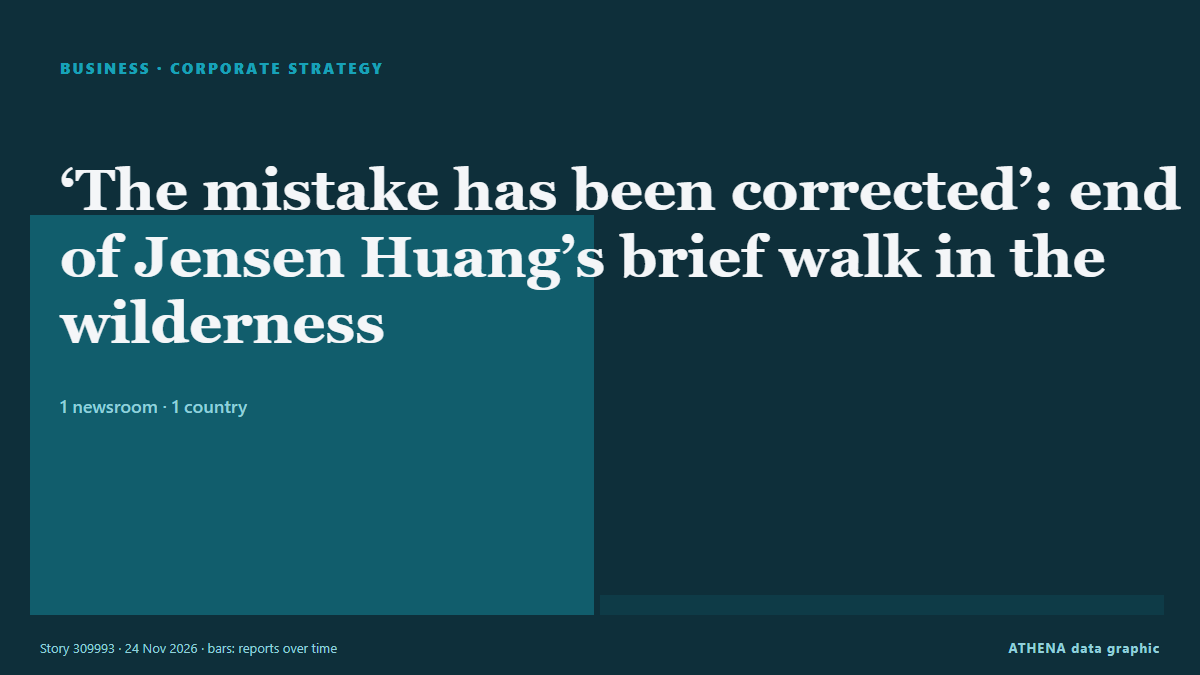 BUSINESS · CORPORATE STRATEGY
‘The mistake has been corrected’: end
of Jensen Huang’s brief walk in the
wilderness
1 newsroom · 1 country
Story 309993 · 24 Nov 2026 · bars: reports over time
ATHENA data graphic